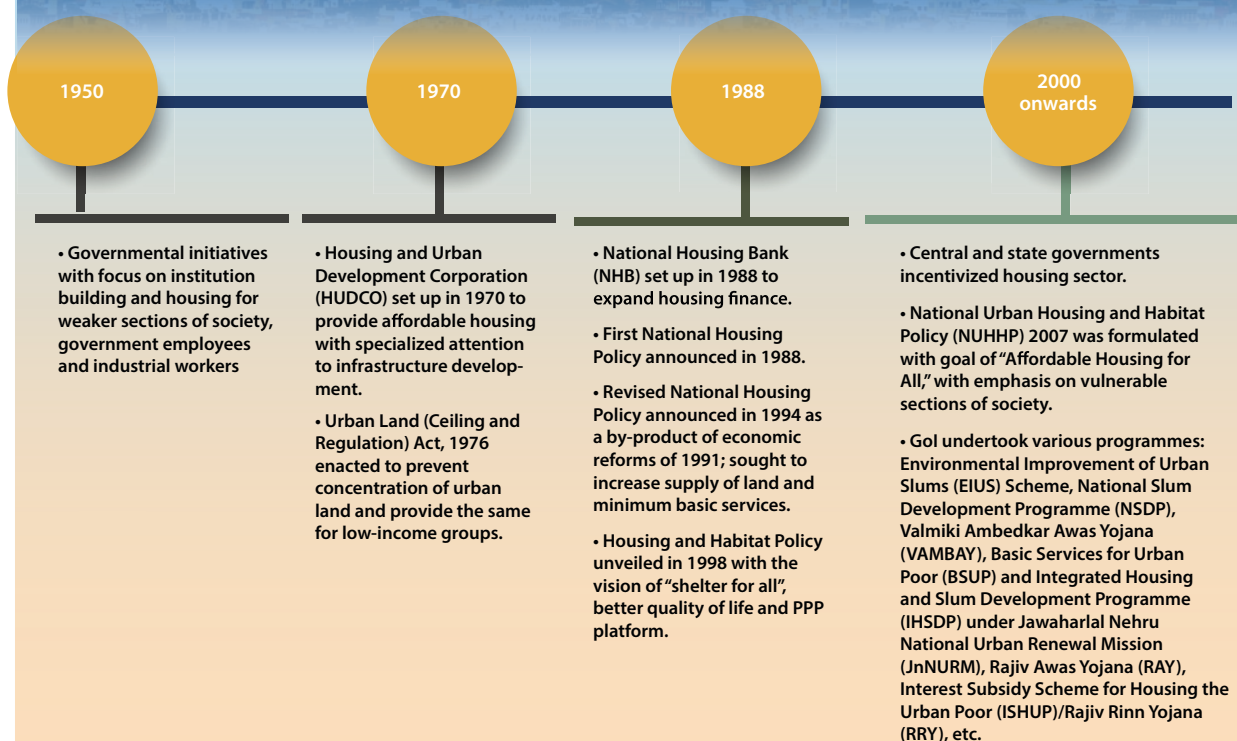 1950
1970
1988
2000
onwards
• Governmental initiatives
with focus on institution
building and housing for
weaker sections of society,
government employees
and industrial workers
• Housing and Urban
Development Corporation
(HUDCO) set up in 1970 to
provide affordable housing
with specialized attention
to infrastructure develop-
ment.
• Urban Land (Ceiling and
Regulation) Act, 1976
enacted to prevent
concentration of urban
land and provide the same
for low-income groups.
• National Housing Bank
(NHB) set up in 1988 to
expand housing finance.
• First National Housing
Policy announced in 1988.
• Revised National Housing
Policy announced in 1994 as
a by-product of economic
reforms of 1991; sought to
increase supply of land and
minimum basic services.
• Housing and Habitat Policy
unveiled in 1998 with the
vision of “shelter for all”,
better quality of life and PPP
platform.
• Central and state governments
incentivized housing sector.
• National Urban Housing and Habitat
Policy (NUHHP) 2007 was formulated
with goal of “Affordable Housing for
All,” with emphasis on vulnerable
sections of society.
• GoI undertook various programmes:
Environmental Improvement of Urban
Slums (EIUS) Scheme, National Slum
Development Programme (NSDP),
Valmiki Ambedkar Awas Yojana
(VAMBAY), Basic Services for Urban
Poor (BSUP) and Integrated Housing
and Slum Development Programme
(IHSDP) under Jawaharlal Nehru
National Urban Renewal Mission
(JnNURM), Rajiv Awas Yojana (RAY),
Interest Subsidy Scheme for Housing the
Urban Poor (ISHUP)/Rajiv Rinn Yojana
(RRY), etc.